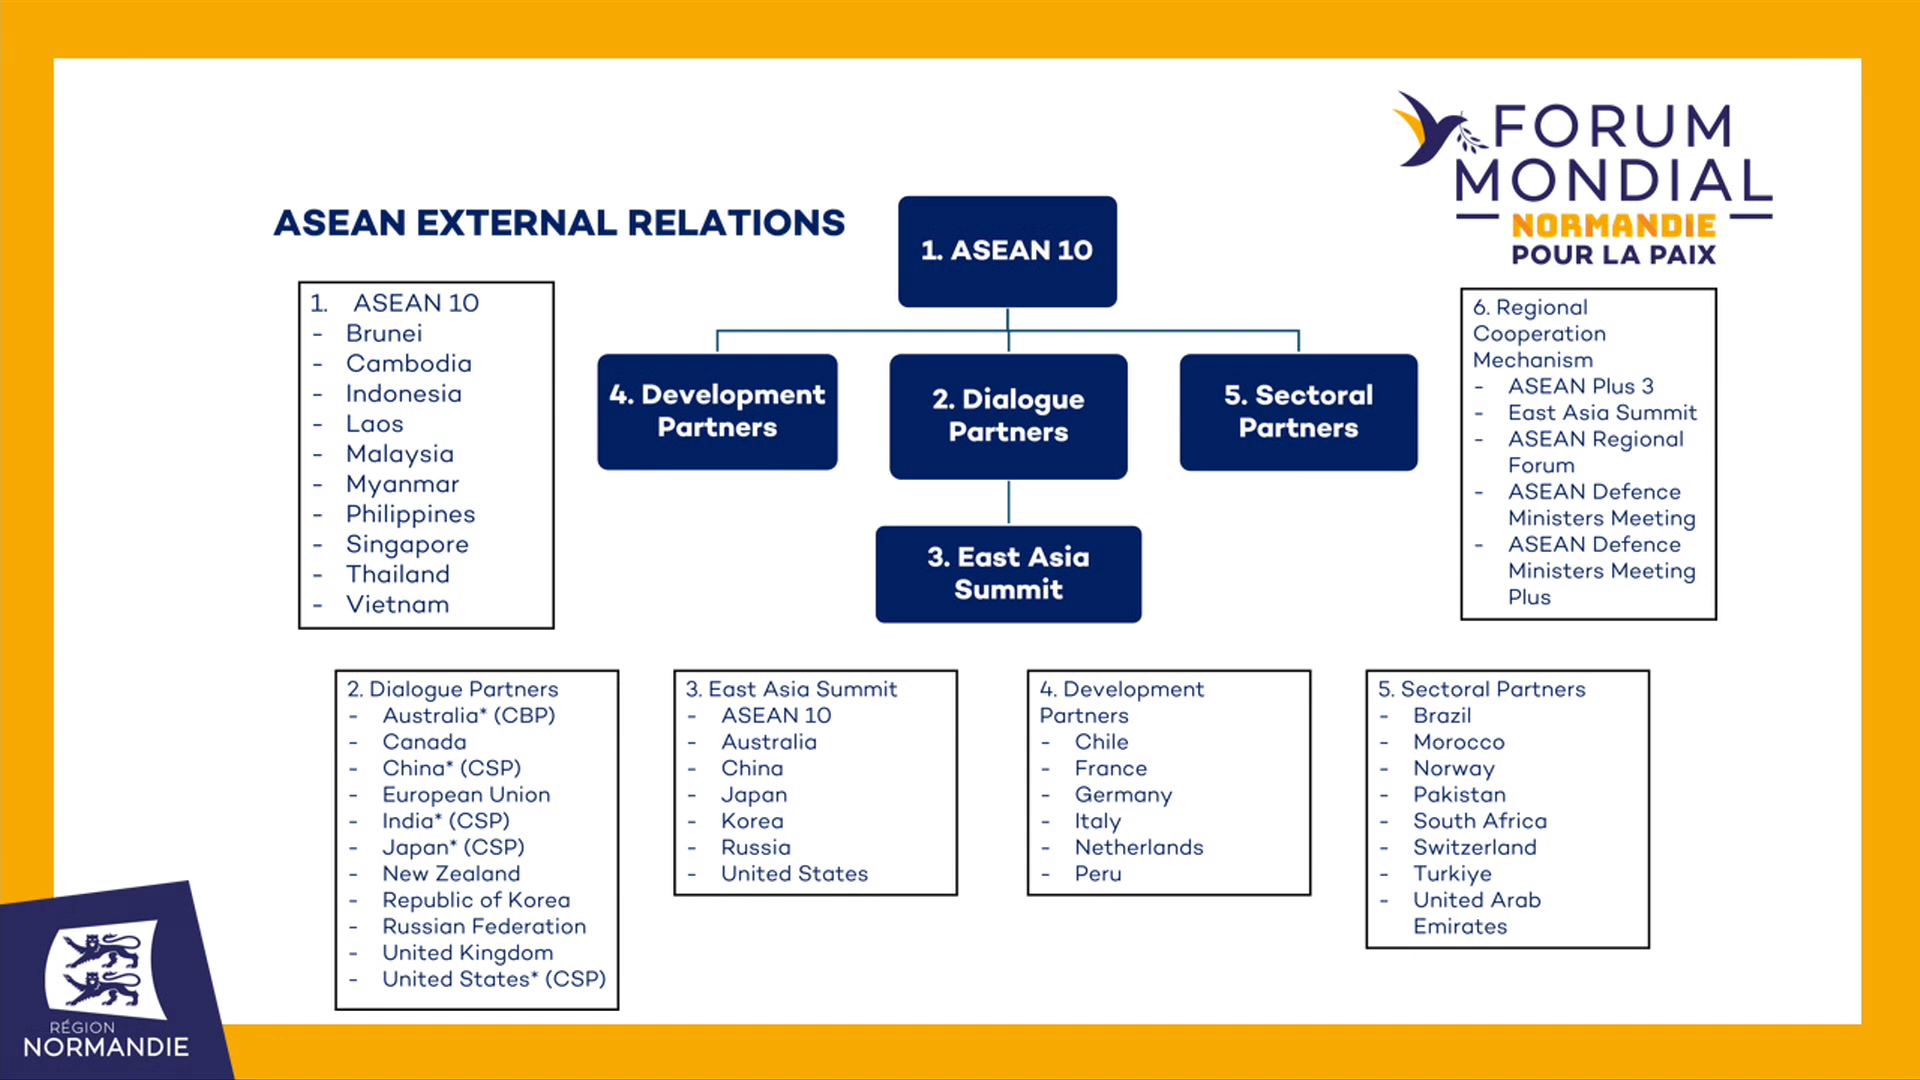 FORUM
MONDIAL
NORMANDIE
POUR LA PAIX
ASEAN EXTERNAL RELATIONS
1. ASEAN 10
4. Development
Partners
2. Dialogue
Partners
5. Sectoral
Partners
3. East Asia
Summit
1. ASEAN 10
- Brunei
- Cambodia
- Indonesia
- Laos
- Malaysia
- Myanmar
- Philippines
- Singapore
- Thailand
- Vietnam
6. Regional
Cooperation
Mechanism
- ASEAN Plus 3
- East Asia Summit
- ASEAN Regional
Forum
- ASEAN Defence
Ministers Meeting
- ASEAN Defence
Ministers Meeting
Plus
2. Dialogue Partners
- Australia* (CBP)
- Canada
- China* (CSP)
- European Union
- India* (CSP)
- Japan* (CSP)
- New Zealand
- Republic of Korea
- Russian Federation
- United Kingdom
- United States* (CSP)
3. East Asia Summit
- ASEAN 10
- Australia
- China
- Japan
- Korea
- Russia
- United States
4. Development
Partners
- Chile
- France
- Germany
- Italy
- Netherlands
- Peru
5. Sectoral Partners
- Brazil
- Morocco
- Norway
- Pakistan
- South Africa
- Switzerland
- Turkiye
- United Arab
Emirates
RÉGION
NORMANDIE